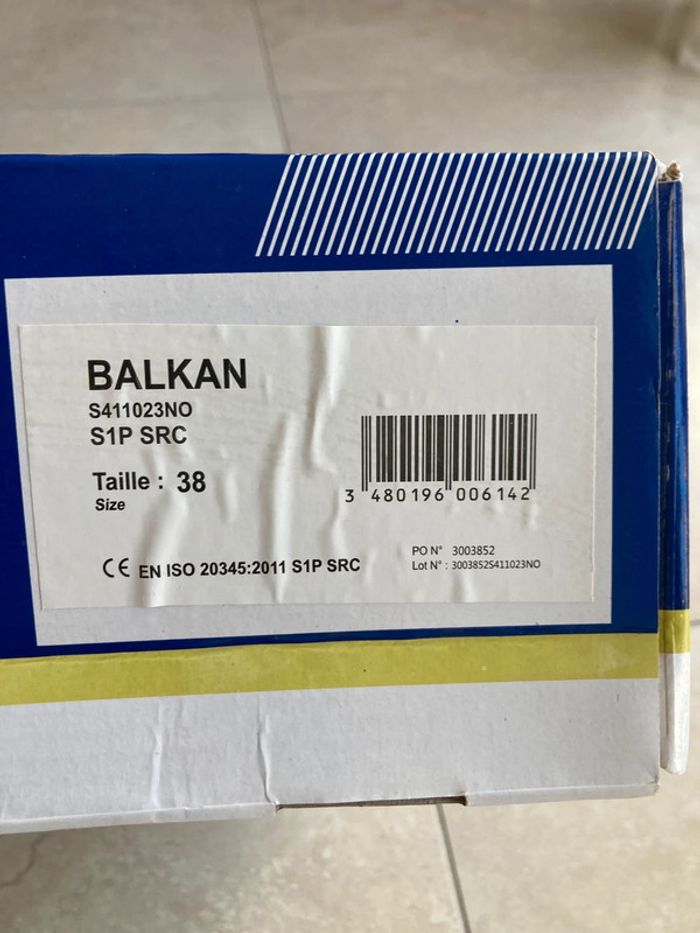 BALKAN
S411023NO
S1P SRC
Taille : 38
Size
3 480196 006142
CE EN ISO 20345:2011 S1P SRC
PO N° 3003852
Lot N° : 3003852S411023NO